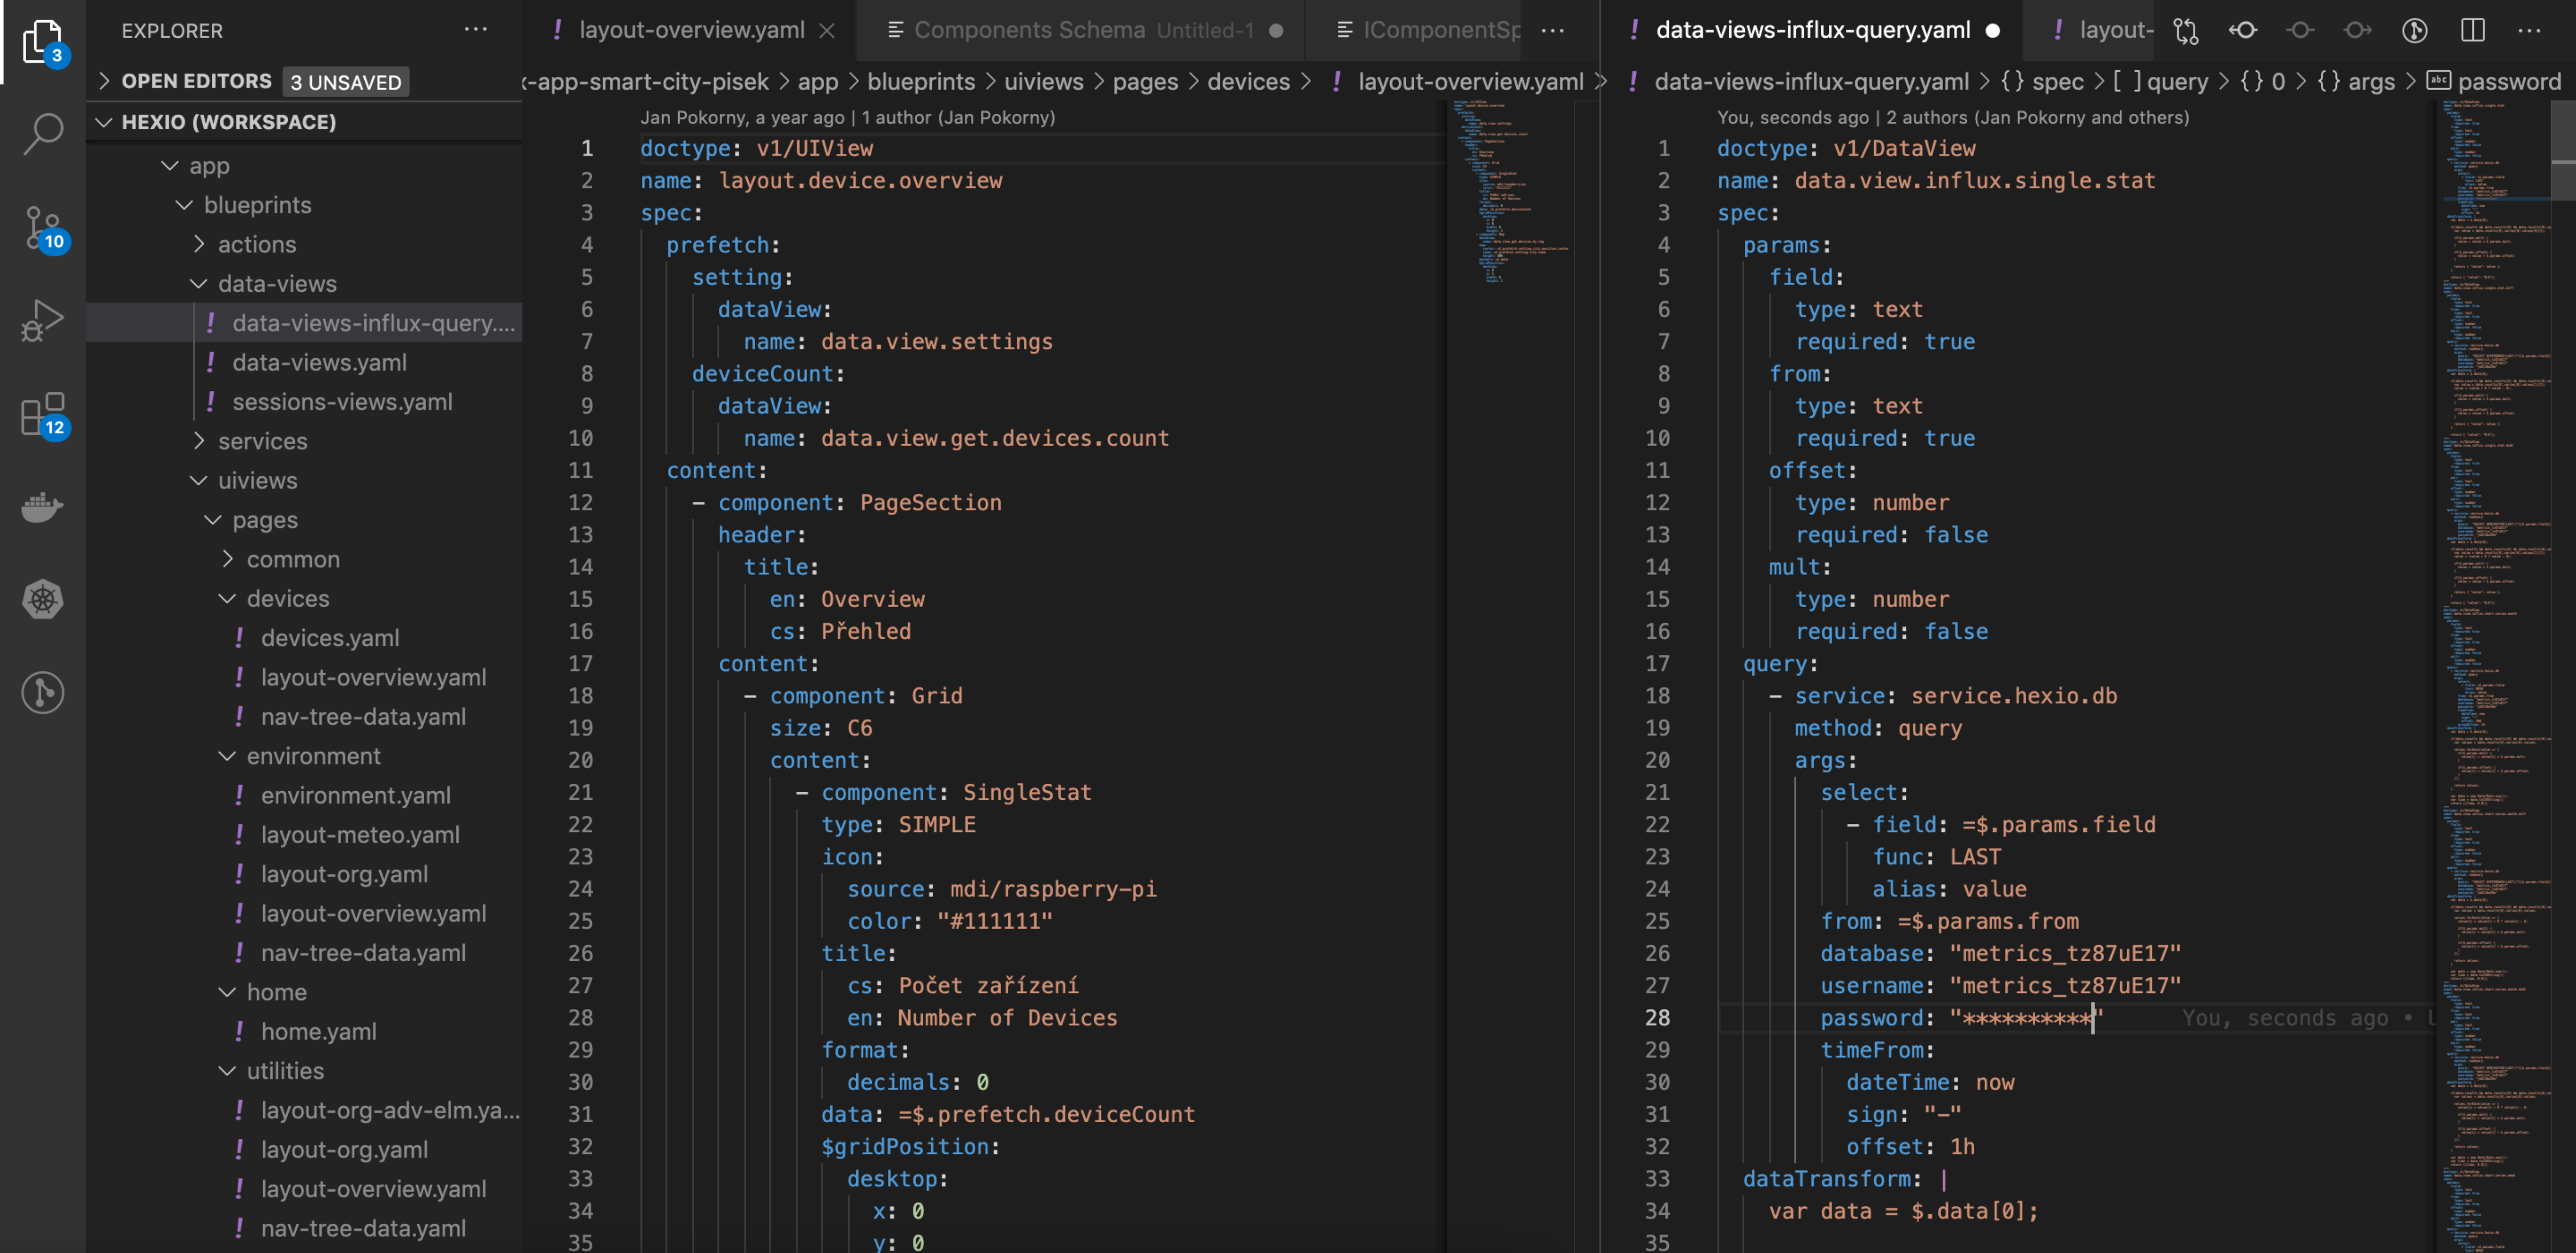 EXPLORER
···
OPEN EDITORS 3 UNSAVED
HEXIO (WORKSPACE)
app
blueprints
actions
data-views
! data-views-influx-query....
! data-views.yaml
! sessions-views.yaml
services
uiviews
pages
common
devices
! devices.yaml
! layout-overview.yaml
! nav-tree-data.yaml
environment
! environment.yaml
! layout-meteo.yaml
! layout-org.yaml
! layout-overview.yaml
! nav-tree-data.yaml
home
! home.yaml
utilities
! layout-org-adv-elm.ya...
! layout-org.yaml
! layout-overview.yaml
! nav-tree-data.yaml
3
10
12
! layout-overview.yaml Components Schema Untitled-1 IComponentSp ···
x-app-smart-city-pisek > app > blueprints > uiviews > pages > devices > ! layout-overview.yaml >
Jan Pokorny, a year ago | 1 author (Jan Pokorny)
1 doctype: v1/UIView
2 name: layout.device.overview
3 spec:
4 prefetch:
5 setting:
6 dataView:
7 name: data.view.settings
8 deviceCount:
9 dataView:
10 name: data.view.get.devices.count
11 content:
12 - component: PageSection
13 header:
14 title:
15 en: Overview
16 cs: Přehled
17 content:
18 - component: Grid
19 size: C6
20 content:
21 - component: SingleStat
22 type: SIMPLE
23 icon:
24 source: mdi/raspberry-pi
25 color: "#111111"
26 title:
27 cs: Počet zařízení
28 en: Number of Devices
29 format:
30 decimals: 0
31 data: =$.prefetch.deviceCount
32 $gridPosition:
33 desktop:
34 x: 0
35 y: 0
! data-views-influx-query.yaml ! layout- ···
! data-views-influx-query.yaml > {} spec > [ ] query > {} 0 > {} args > abc password
You, seconds ago | 2 authors (Jan Pokorny and others)
1 doctype: v1/DataView
2 name: data.view.influx.single.stat
3 spec:
4 params:
5 field:
6 type: text
7 required: true
8 from:
9 type: text
10 required: true
11 offset:
12 type: number
13 required: false
14 mult:
15 type: number
16 required: false
17 query:
18 - service: service.hexio.db
19 method: query
20 args:
21 select:
22 - field: =$.params.field
23 func: LAST
24 alias: value
25 from: =$.params.from
26 database: "metrics_tz87uE17"
27 username: "metrics_tz87uE17"
28 password: "**********" You, seconds ago •
29 timeFrom:
30 dateTime: now
31 sign: "-"
32 offset: 1h
33 dataTransform: |
34 var data = $.data[0];
35